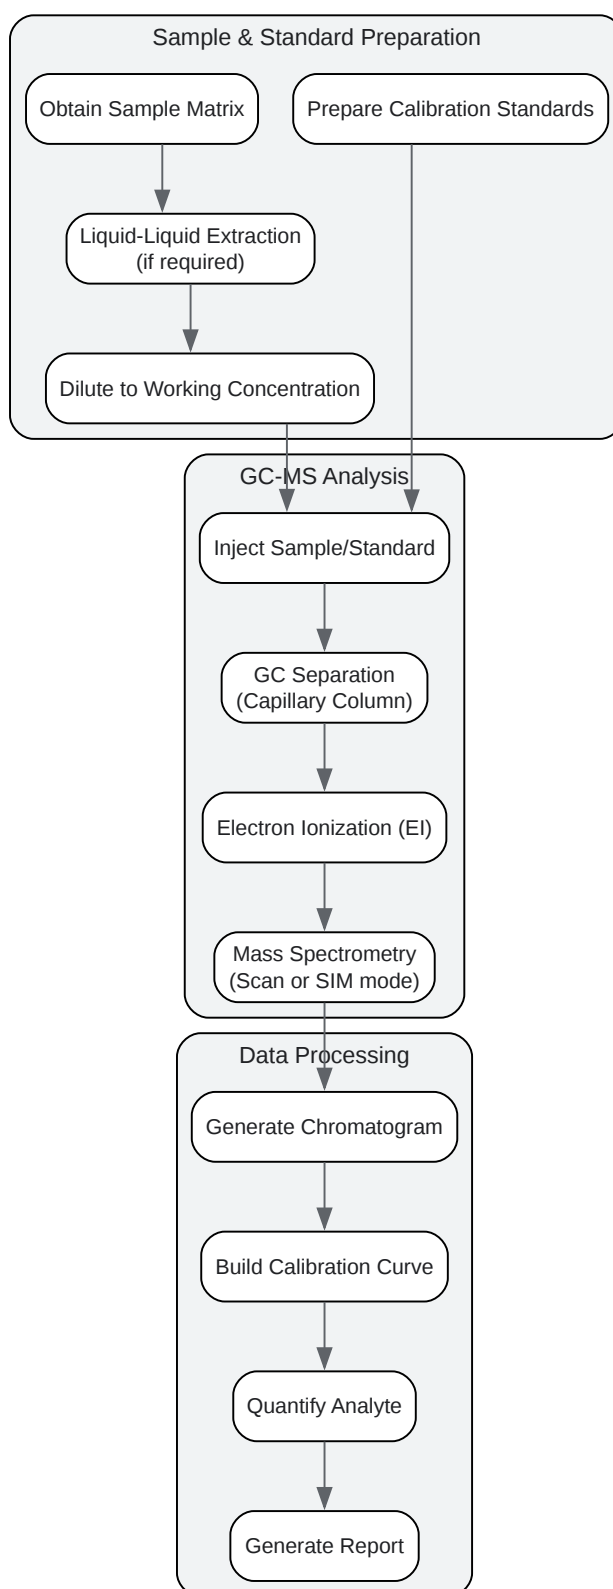 Sample & Standard Preparation
Obtain Sample Matrix
Prepare Calibration Standards
Liquid-Liquid Extraction
(if required)
Dilute to Working Concentration
GC-MS Analysis
Inject Sample/Standard
GC Separation
(Capillary Column)
Electron Ionization (EI)
Mass Spectrometry
(Scan or SIM mode)
Data Processing
Generate Chromatogram
Build Calibration Curve
Quantify Analyte
Generate Report